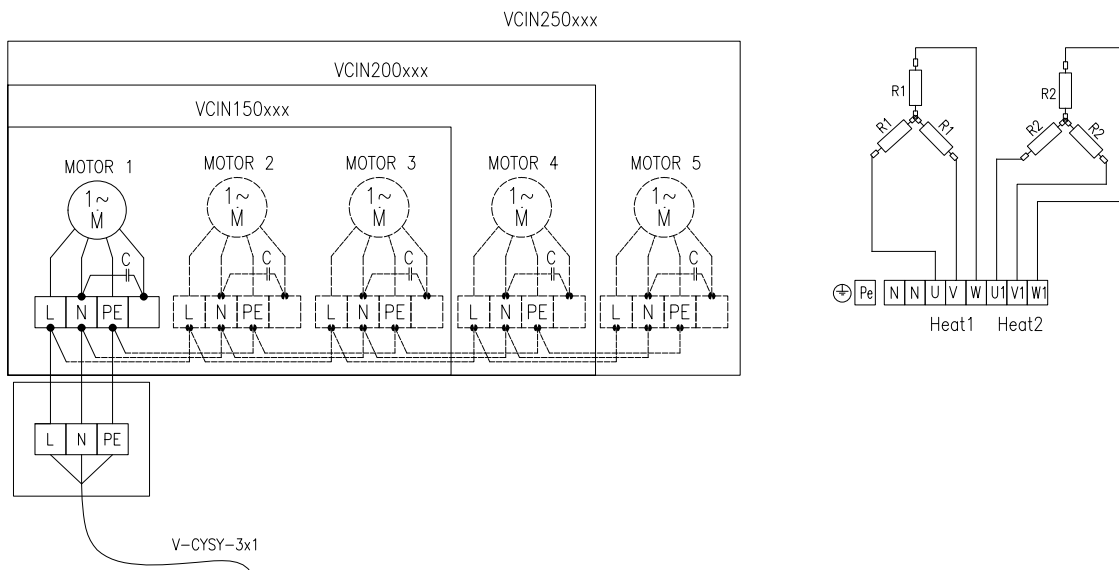 VCIN250xxx
VCIN200xxx
VCIN150xxx
MOTOR 1 MOTOR 2 MOTOR 3 MOTOR 4 MOTOR 5
1~ 1~ 1~ 1~ 1~
M M M M M
C C C C C
L N PE L N PE L N PE L N PE L N PE
L N PE
V-CYSY-3x1
R1 R2
R1 R1 R2 R2
Pe N N U V W U1 V1 W1
Heat1 Heat2